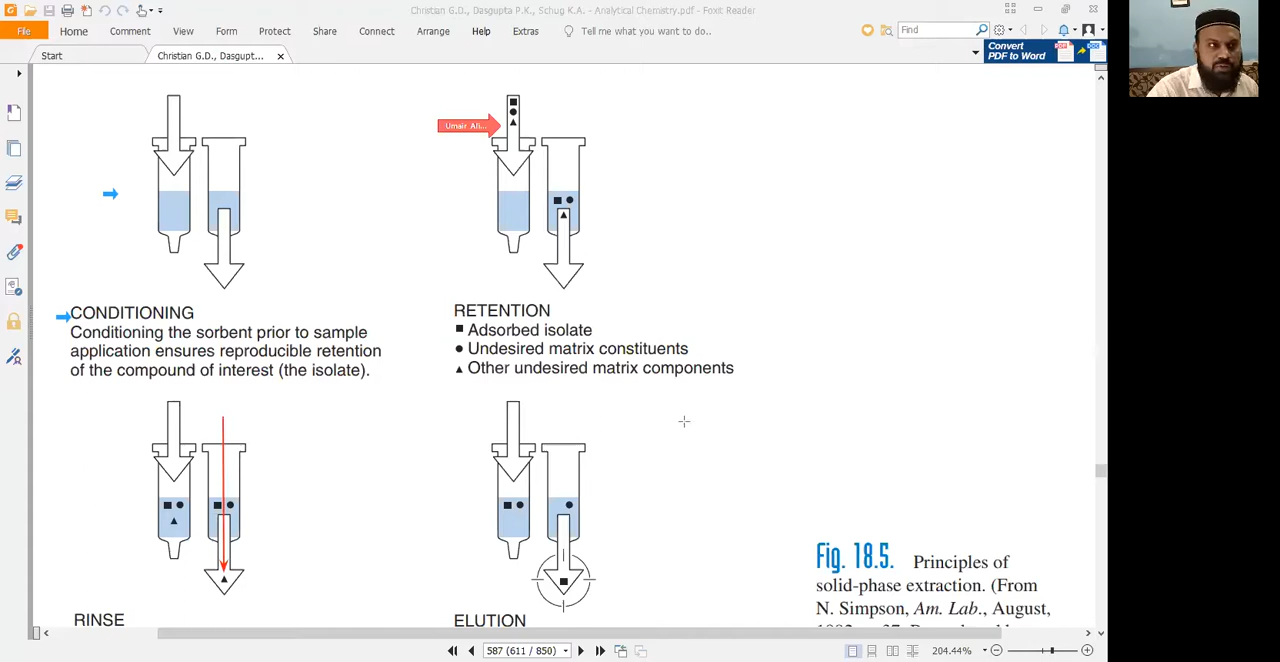 Christian G.D., Dasgupta P.K., Schug K.A. - Analytical Chemistry.pdf - Foxit Reader
File Home Comment View Form Protect Share Connect Arrange Help Extras Tell me what you want to do.. Find
Start Christian G.D., Dasgupt... Convert
PDF to Word
Umair Ali...
CONDITIONING
Conditioning the sorbent prior to sample
application ensures reproducible retention
of the compound of interest (the isolate).
RETENTION
Adsorbed isolate
Undesired matrix constituents
Other undesired matrix components
RINSE
ELUTION
Fig. 18.5. Principles of
solid-phase extraction. (From
N. Simpson, Am. Lab., August,
587 (611 / 850) 204.44%